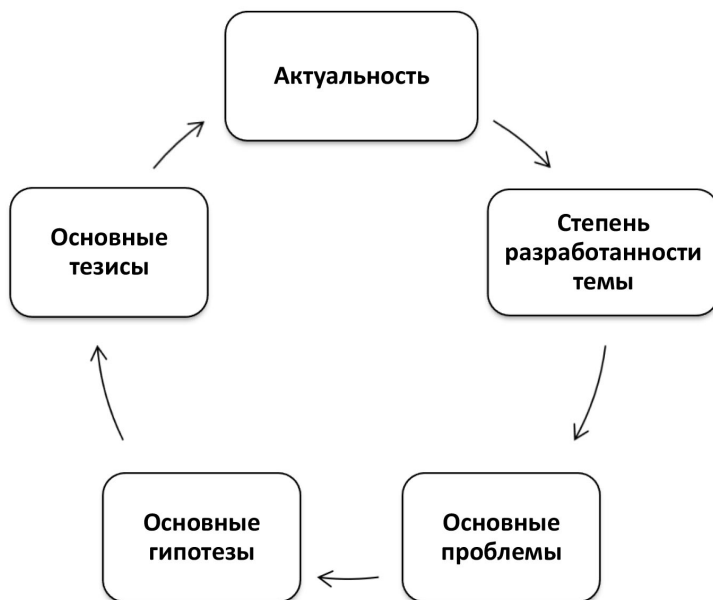 Актуальность
Степень
разработанности
темы
Основные
проблемы
Основные
гипотезы
Основные
тезисы